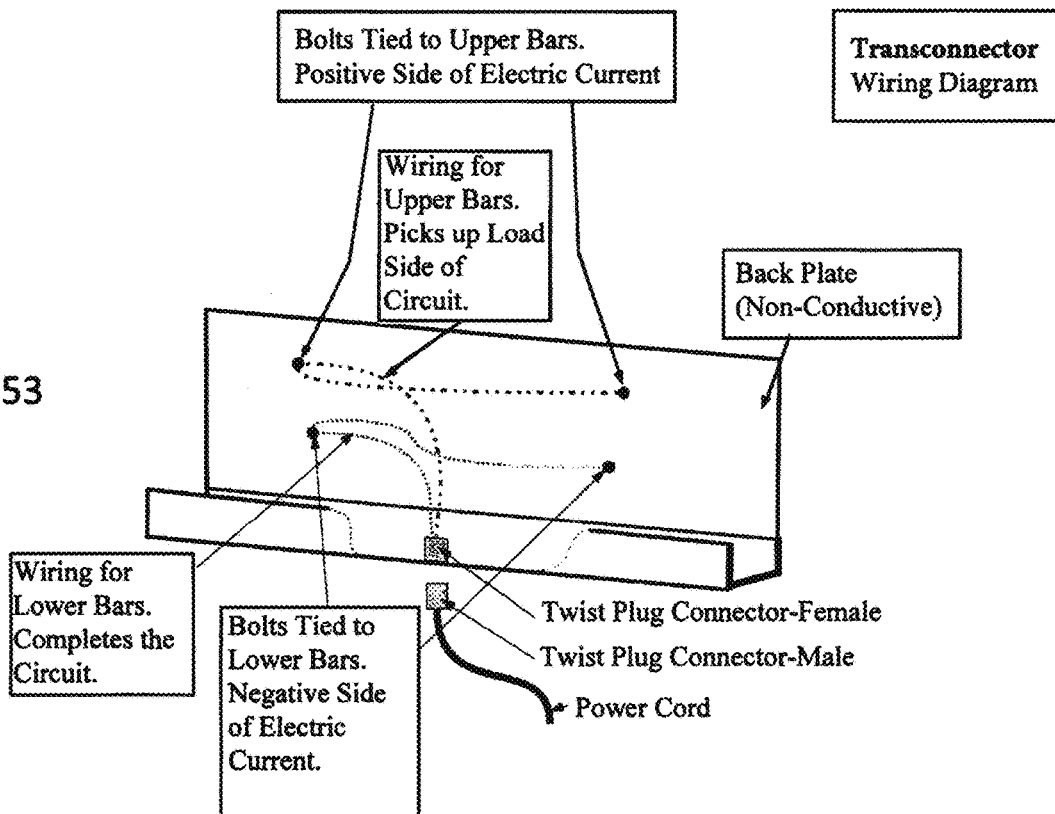 Bolts Tied to Upper Bars.
Positive Side of Electric Current
Transconnector
Wiring Diagram
Wiring for
Upper Bars.
Picks up Load
Side of
Circuit.
Back Plate
(Non-Conductive)
53
Wiring for
Lower Bars.
Completes the
Circuit.
Bolts Tied to
Lower Bars.
Negative Side
of Electric
Current.
Twist Plug Connector-Female
Twist Plug Connector-Male
Power Cord